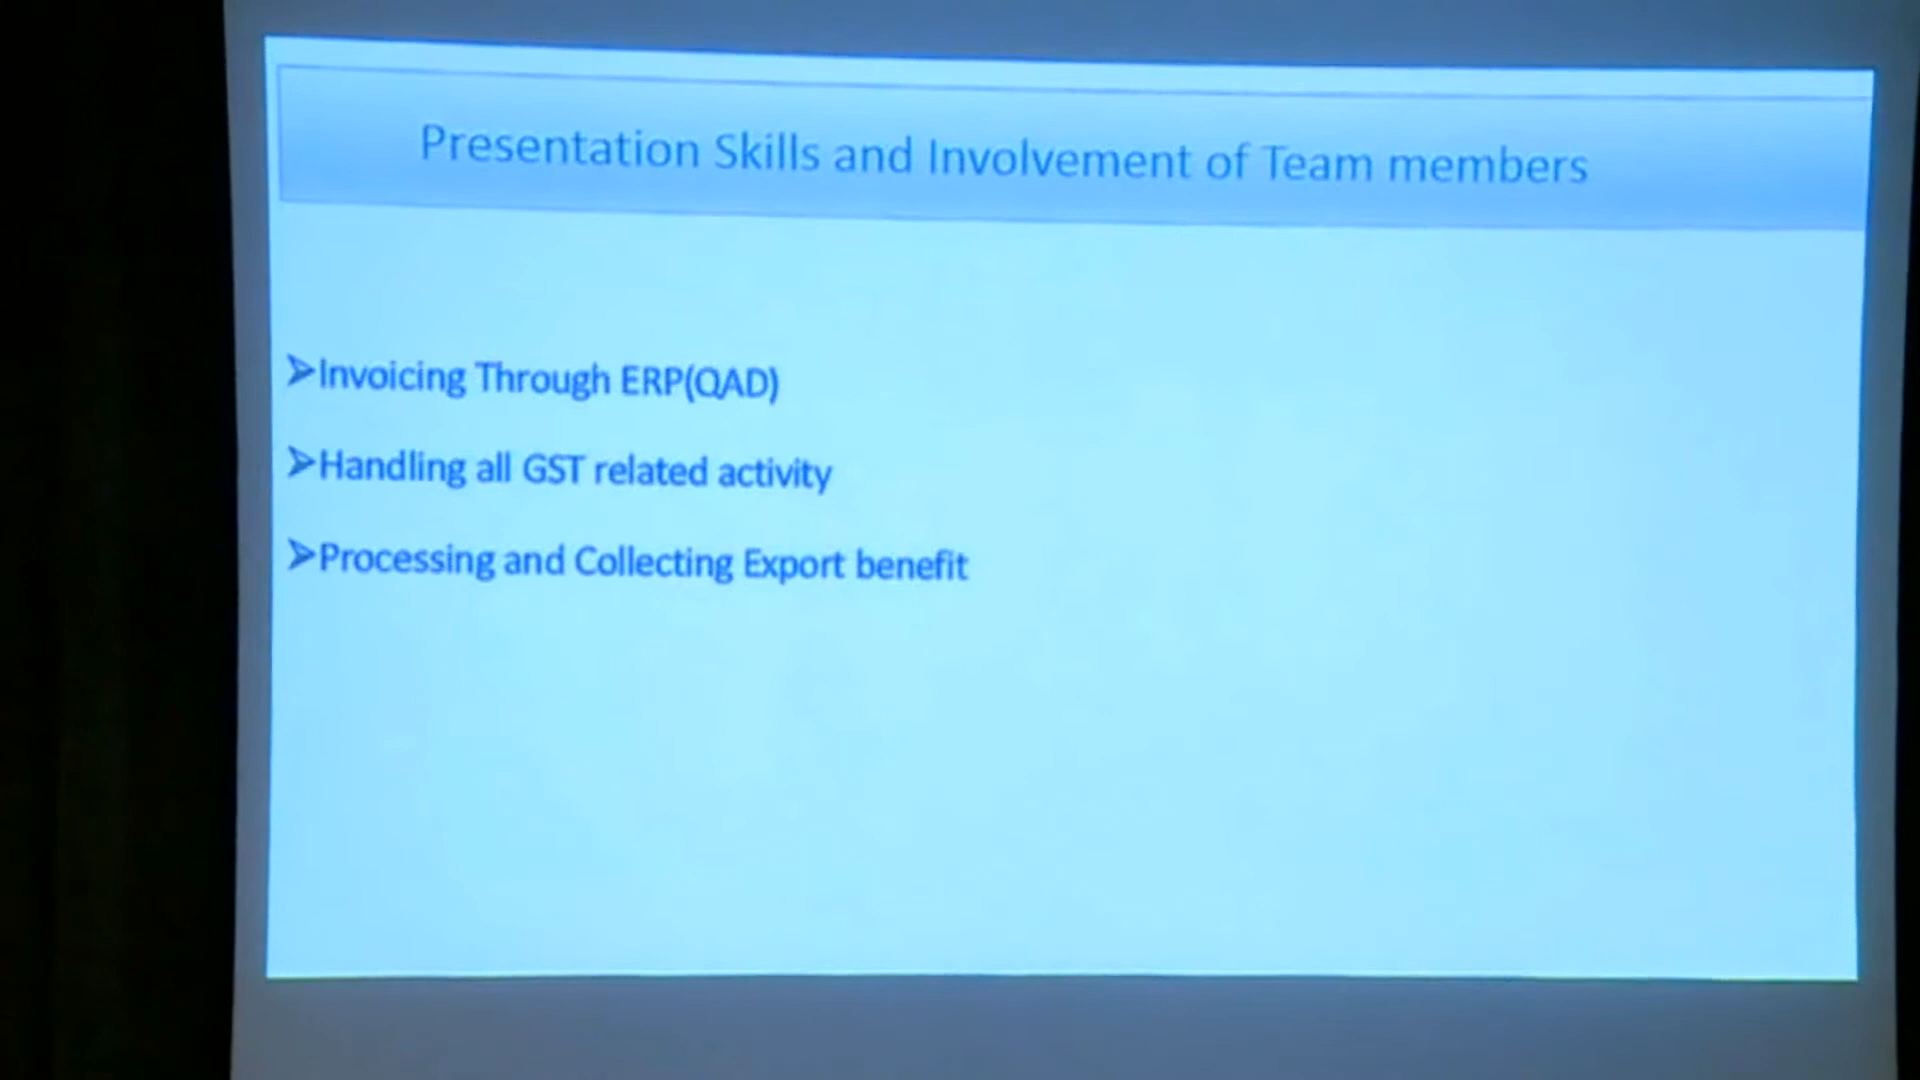 Presentation Skills and Involvement of Team members
➢Invoicing Through ERP(QAD)
➢Handling all GST related activity
➢Processing and Collecting Export benefit